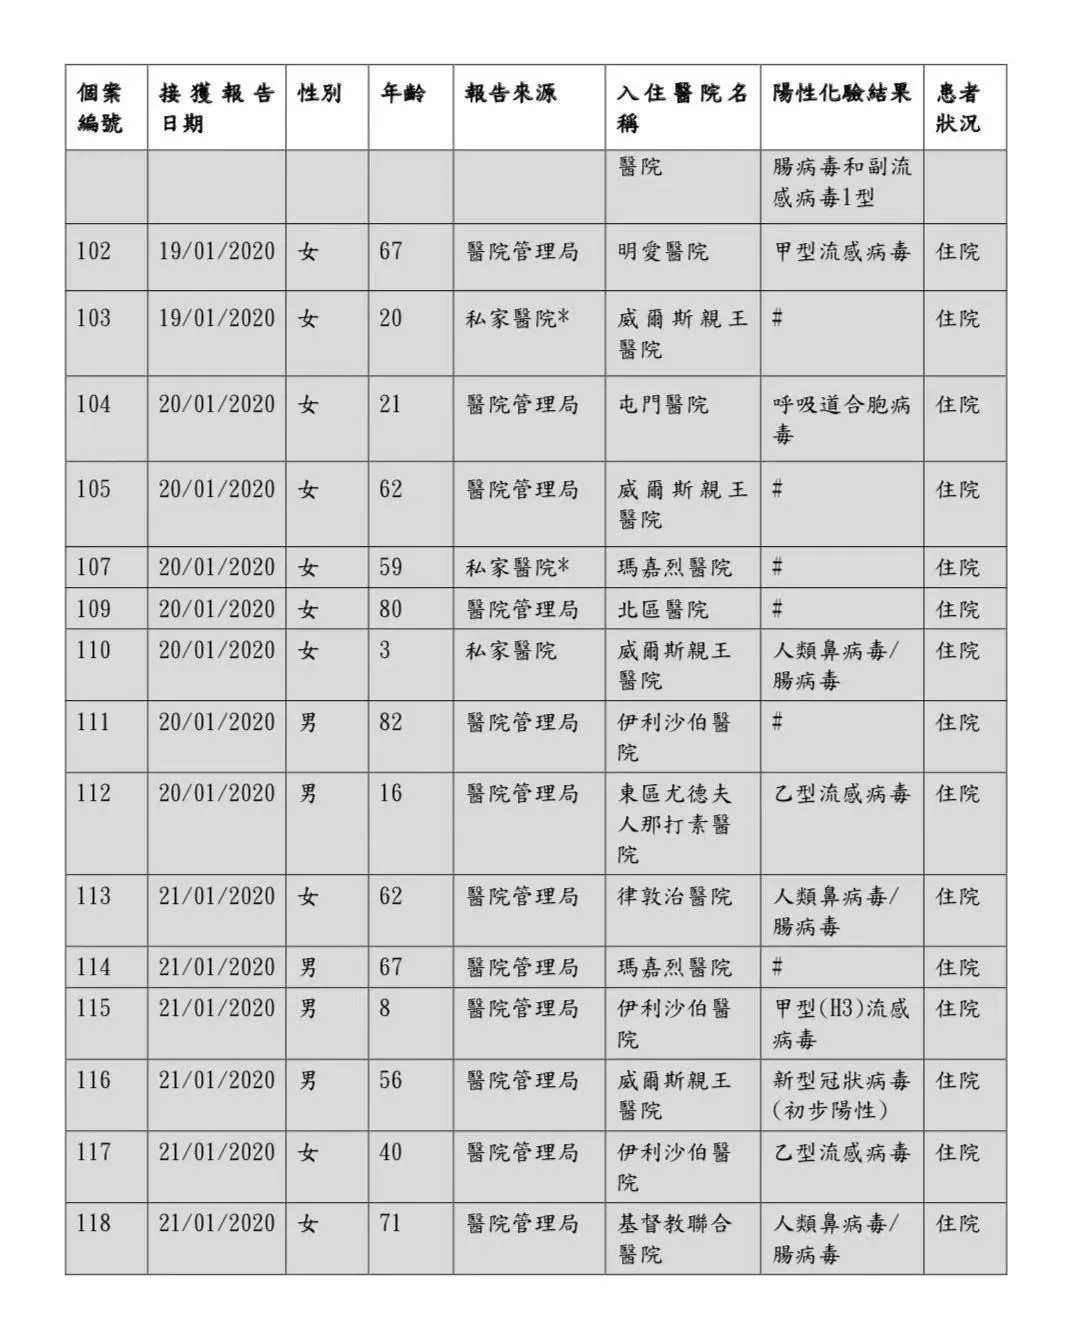 個案 接獲報告 性別 年齡 報告來源 入住醫院名 陽性化驗結果 患者
編號 日期 稱 狀況
醫院 腸病毒和副流
感病毒1型
102 19/01/2020 女 67 醫院管理局 明愛醫院 甲型流感病毒 住院
103 19/01/2020 女 20 私家醫院* 威爾斯親王 # 住院
醫院
104 20/01/2020 女 21 醫院管理局 屯門醫院 呼吸道合胞病 住院
毒
105 20/01/2020 女 62 醫院管理局 威爾斯親王 # 住院
醫院
107 20/01/2020 女 59 私家醫院* 瑪嘉烈醫院 # 住院
109 20/01/2020 女 80 醫院管理局 北區醫院 # 住院
110 20/01/2020 女 3 私家醫院 威爾斯親王 人類鼻病毒/ 住院
醫院 腸病毒
111 20/01/2020 男 82 醫院管理局 伊利沙伯醫 # 住院
院
112 20/01/2020 男 16 醫院管理局 東區尤德夫 乙型流感病毒 住院
人那打素醫
院
113 21/01/2020 女 62 醫院管理局 律敦治醫院 人類鼻病毒/ 住院
腸病毒
114 21/01/2020 男 67 醫院管理局 瑪嘉烈醫院 # 住院
115 21/01/2020 男 8 醫院管理局 伊利沙伯醫 甲型(H3)流感 住院
院 病毒
116 21/01/2020 男 56 醫院管理局 威爾斯親王 新型冠狀病毒 住院
醫院 (初步陽性)
117 21/01/2020 女 40 醫院管理局 伊利沙伯醫 乙型流感病毒 住院
院
118 21/01/2020 女 71 醫院管理局 基督教聯合 人類鼻病毒/ 住院
醫院 腸病毒